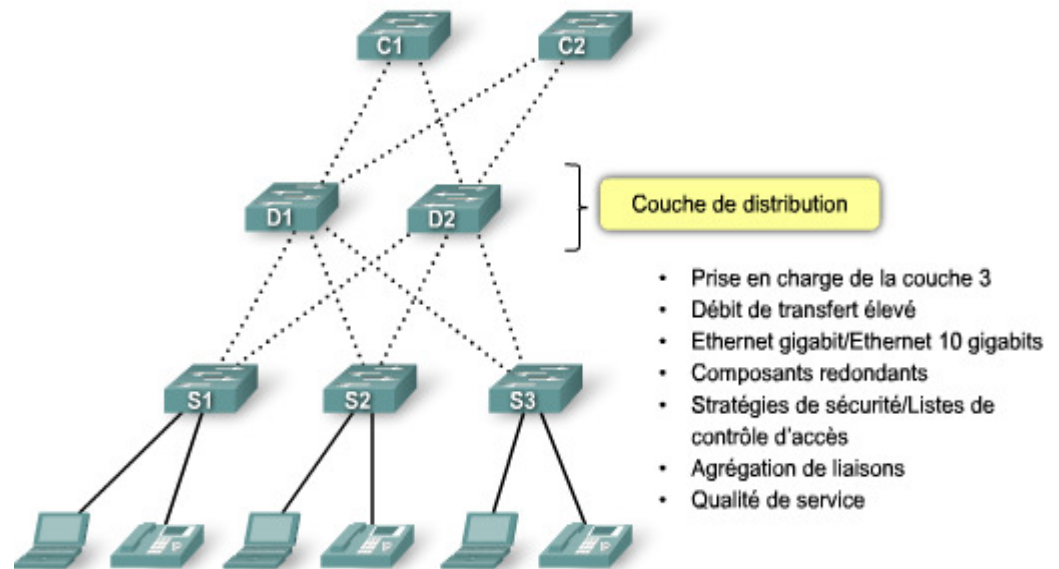 C1
C2
D1
D2
Couche de distribution
• Prise en charge de la couche 3
• Débit de transfert élevé
• Ethernet gigabit/Ethernet 10 gigabits
• Composants redondants
• Stratégies de sécurité/Listes de
contrôle d'accès
• Agrégation de liaisons
• Qualité de service
S1
S2
S3